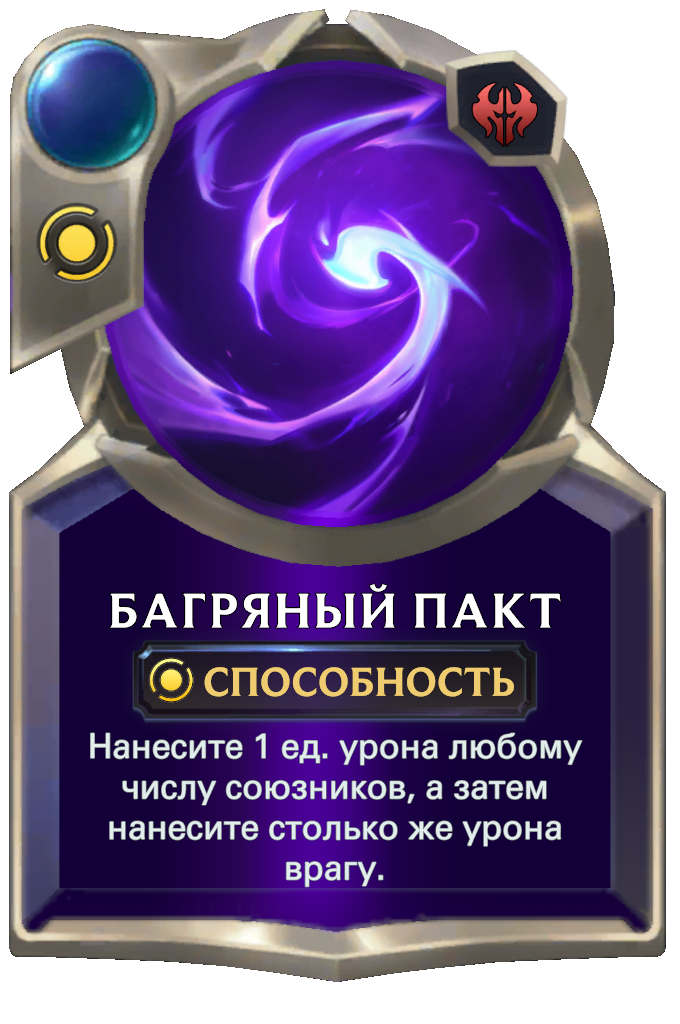 БАГРЯНЫЙ ПАКТ
СПОСОБНОСТЬ
Нанесите 1 ед. урона любому
числу союзников, а затем
нанесите столько же урона
врагу.